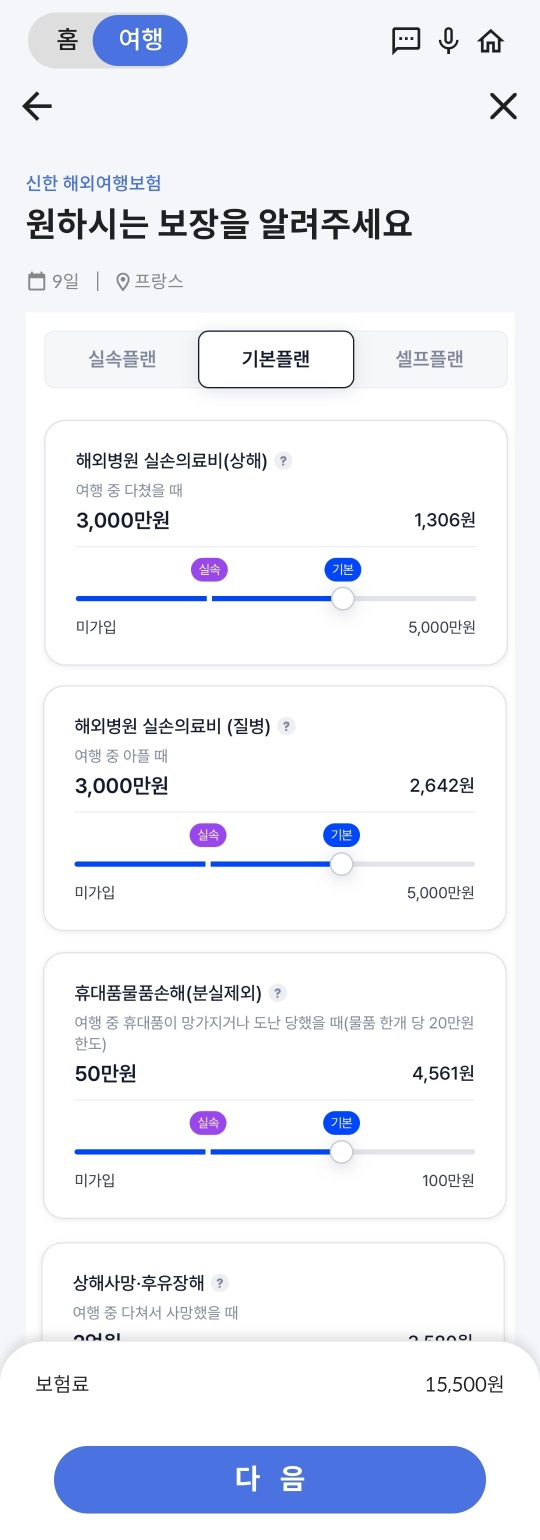 홈 여행
신한 해외여행보험
원하시는 보장을 알려주세요
9일 | 프랑스
실속플랜 기본플랜 셀프플랜
해외병원 실손의료비(상해) ?
여행 중 다쳤을 때
3,000만원 1,306원
실속 기본
미가입 5,000만원
해외병원 실손의료비 (질병) ?
여행 중 아플 때
3,000만원 2,642원
실속 기본
미가입 5,000만원
휴대품물품손해(분실제외) ?
여행 중 휴대품이 망가지거나 도난 당했을 때(물품 한개 당 20만원
한도)
50만원 4,561원
실속 기본
미가입 100만원
상해사망·후유장해 ?
여행 중 다쳐서 사망했을 때
보험료 15,500원
다 음